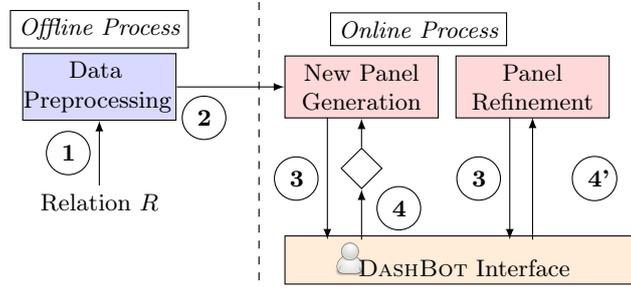 Offline Process
Online Process
Data
Preprocessing
New Panel
Generation
Panel
Refinement
2
1
3
4
3
4'
Relation R
DASHBOT Interface